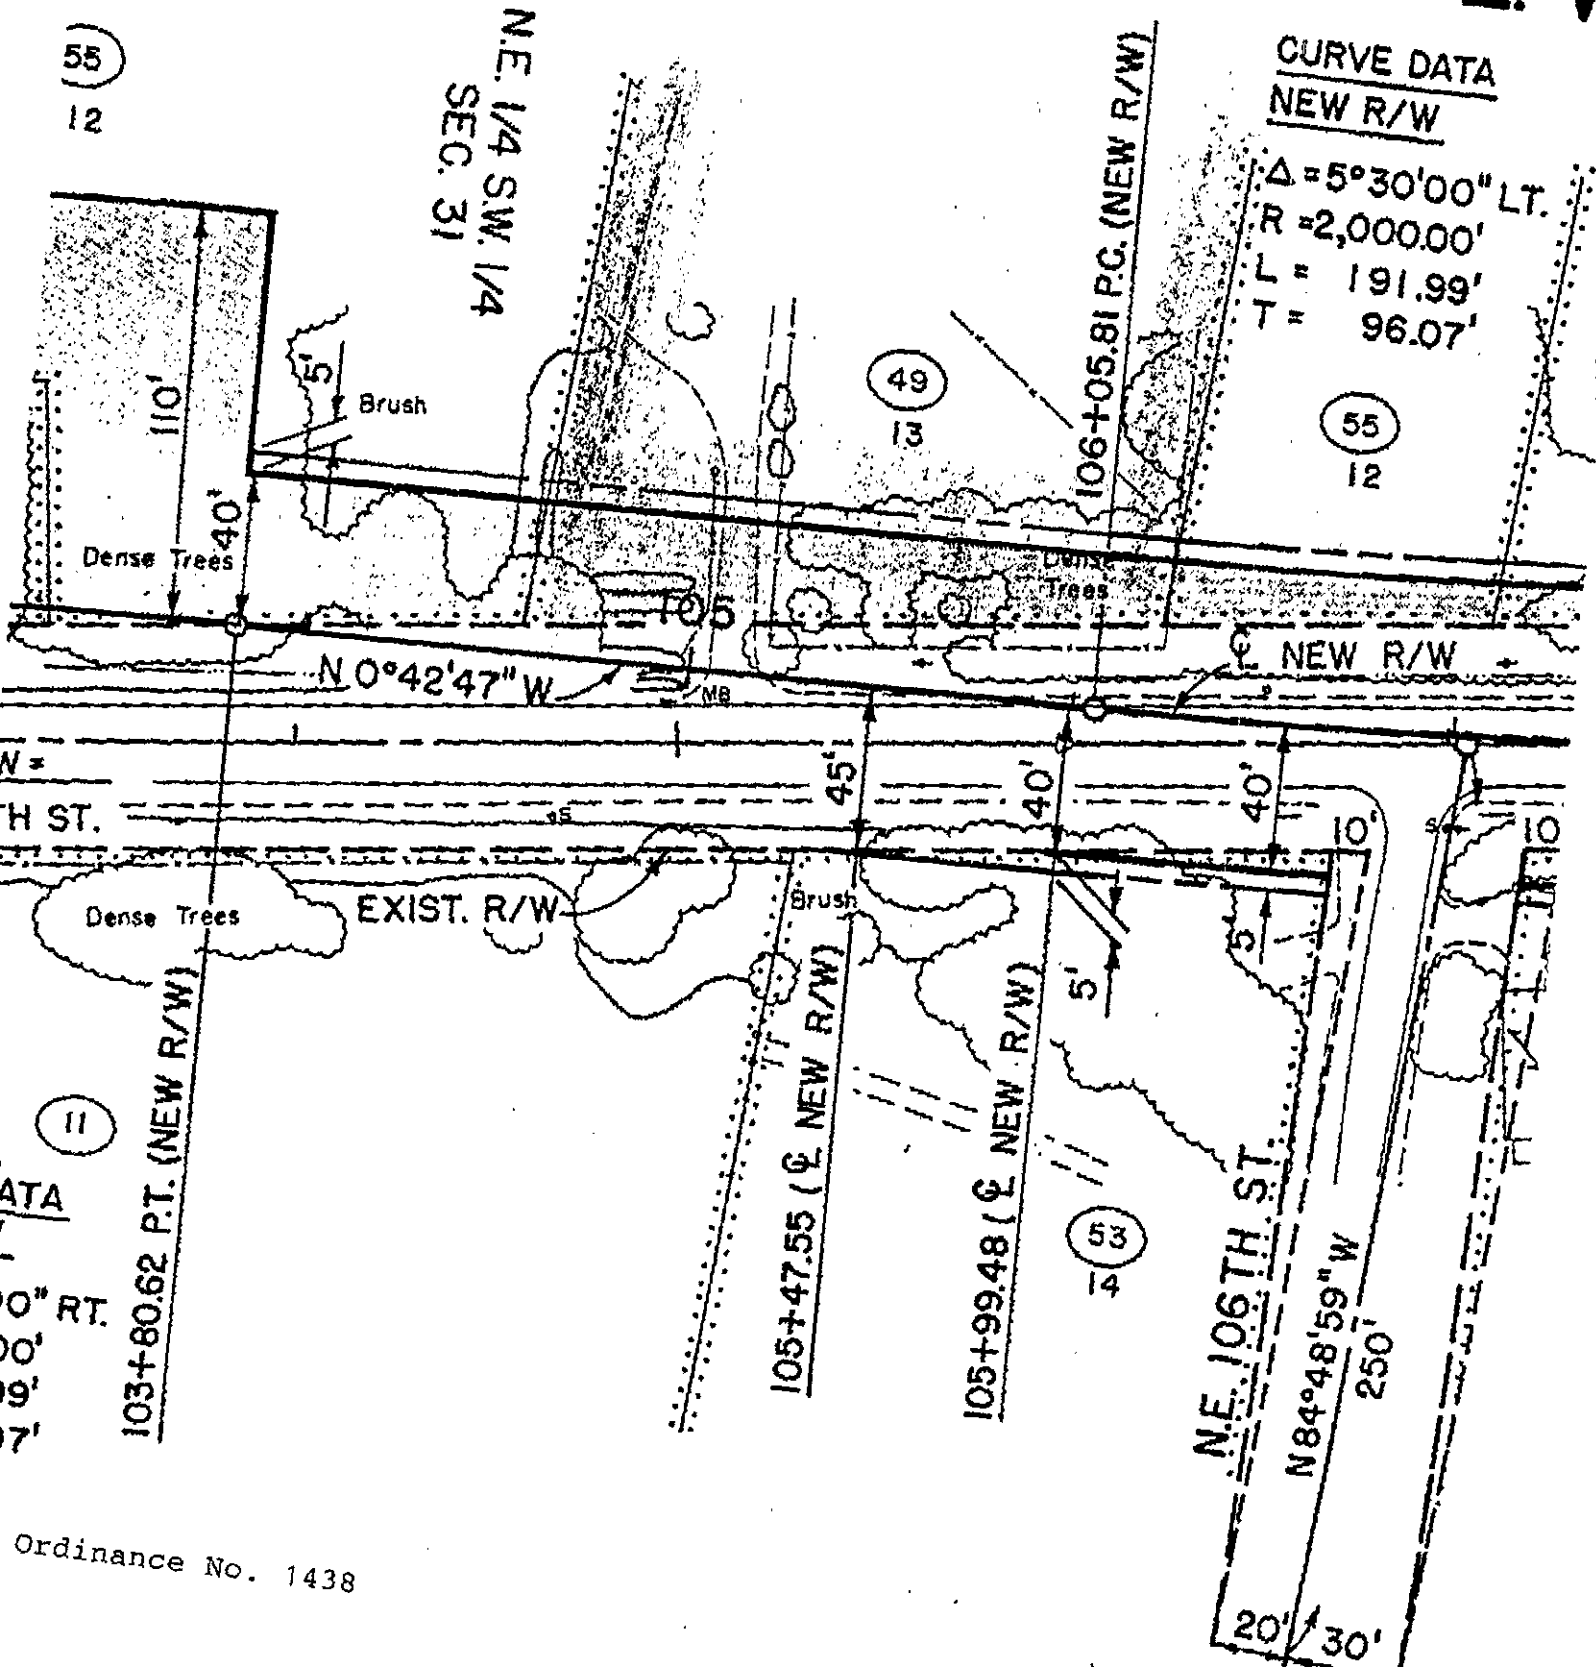 55
12
N.E. 1/4 S.W. 1/4
SEC. 31
106+05.81 P.C. (NEW R/W)
CURVE DATA
NEW R/W
Δ = 5°30'00" LT.
R = 2,000.00'
L = 191.99'
T = 96.07'
110'
5'
Brush
49
13
55
12
40'
Dense Trees
Dense
Trees
105
N 0°42'47" W
MB
℄ NEW R/W
W =
TH ST.
45'
40'
40'
S
10'
S
10
Dense Trees
EXIST. R/W
Brush
5'
5'
103+80.62 P.T. (NEW R/W)
105+47.55 (℄ NEW R/W)
105+99.48 (℄ NEW R/W)
11
ATA
0" RT.
00'
99'
07'
53
14
N.E. 106TH ST.
N 84°48'59" W
250'
Ordinance No. 1438
20'
30'